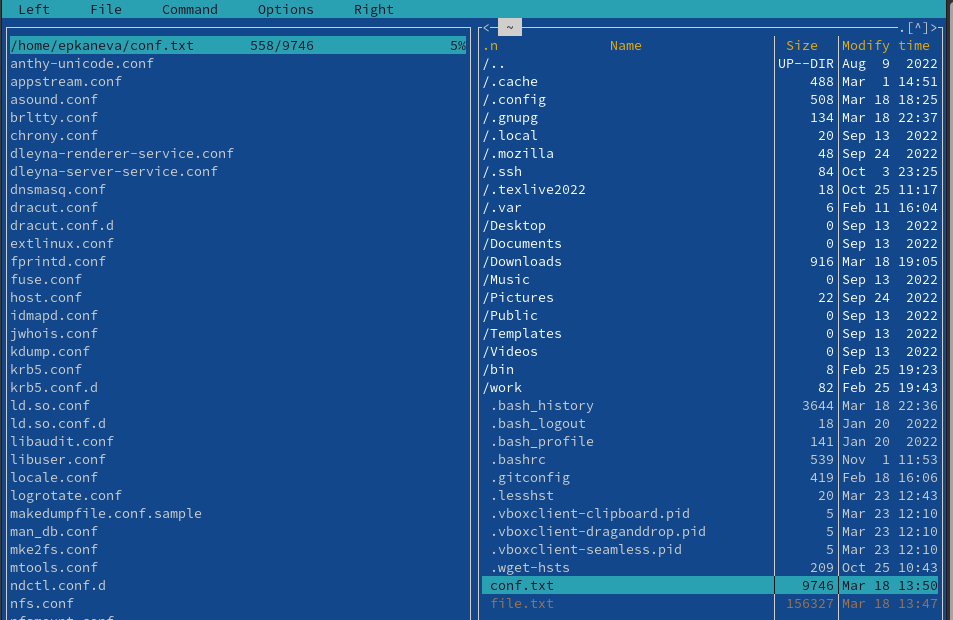 Left File Command Options Right
/home/epkaneva/conf.txt 558/9746 5%
anthy-unicode.conf
appstream.conf
asound.conf
brltty.conf
chrony.conf
dleyna-renderer-service.conf
dleyna-server-service.conf
dnsmasq.conf
dracut.conf
dracut.conf.d
extlinux.conf
fprintd.conf
fuse.conf
host.conf
idmapd.conf
jwhois.conf
kdump.conf
krb5.conf
krb5.conf.d
ld.so.conf
ld.so.conf.d
libaudit.conf
libuser.conf
locale.conf
logrotate.conf
makedumpfile.conf.sample
man_db.conf
mke2fs.conf
mtools.conf
ndctl.conf.d
nfs.conf
nfsmount.conf
<- ~ .[^]>
.n Name Size Modify time
/.. UP--DIR Aug 9 2022
/.cache 488 Mar 1 14:51
/.config 508 Mar 18 18:25
/.gnupg 134 Mar 18 22:37
/.local 20 Sep 13 2022
/.mozilla 48 Sep 24 2022
/.ssh 84 Oct 3 23:25
/.texlive2022 18 Oct 25 11:17
/.var 6 Feb 11 16:04
/Desktop 0 Sep 13 2022
/Documents 0 Sep 13 2022
/Downloads 916 Mar 18 19:05
/Music 0 Sep 13 2022
/Pictures 22 Sep 24 2022
/Public 0 Sep 13 2022
/Templates 0 Sep 13 2022
/Videos 0 Sep 13 2022
/bin 8 Feb 25 19:23
/work 82 Feb 25 19:43
.bash_history 3644 Mar 18 22:36
.bash_logout 18 Jan 20 2022
.bash_profile 141 Jan 20 2022
.bashrc 539 Nov 1 11:53
.gitconfig 419 Feb 18 16:06
.lesshst 20 Mar 23 12:43
.vboxclient-clipboard.pid 5 Mar 23 12:10
.vboxclient-draganddrop.pid 5 Mar 23 12:10
.vboxclient-seamless.pid 5 Mar 23 12:10
.wget-hsts 209 Oct 25 10:43
conf.txt 9746 Mar 18 13:50
file.txt 156327 Mar 18 13:47